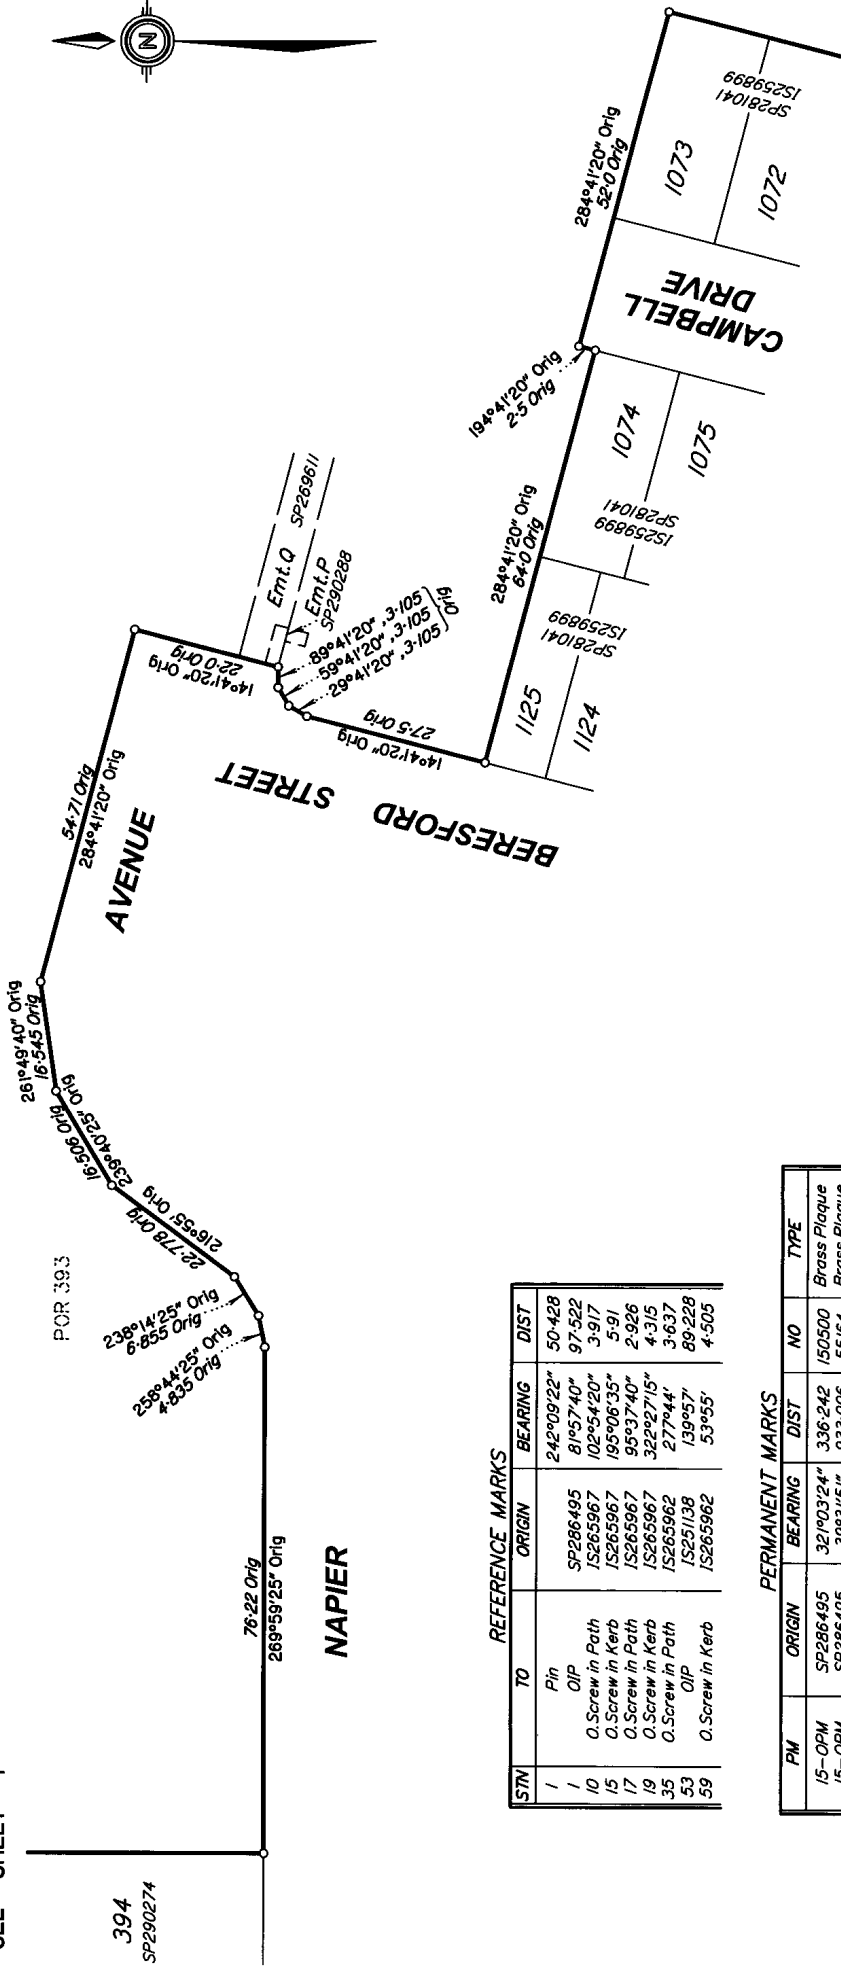 N
POR 393
394
SP290274
76·22 Orig
269°59'25" Orig
258°44'25" Orig
4·835 Orig
238°14'25" Orig
6·855 Orig
22·778 Orig
216°55' Orig
16·506 Orig
239°40'25" Orig
261°49'40" Orig
16·545 Orig
54·71 Orig
284°41'20" Orig
NAPIER
AVENUE
14°41'20" Orig
22·0 Orig
Emt.Q
SP269611
Emt.P
SP290288
89°41'20", 3·105
59°41'20", 3·105
29°41'20", 3·105
Orig
14°41'20" Orig
27·5 Orig
BERESFORD
STREET
284°41'20" Orig
64·0 Orig
194°41'20" Orig
2·5 Orig
284°41'20" Orig
52·0 Orig
1125
1124
SP281041
IS259899
1074
1075
IS259899
SP281041
CAMPBELL
DRIVE
1073
1072
SP281041
IS259899
REFERENCE MARKS
STN TO ORIGIN BEARING DIST
1 Pin 242°09'22" 50·428
1 OIP SP286495 81°57'40" 97·522
10 O.Screw in Path IS265967 102°54'20" 3·917
15 O.Screw in Kerb IS265967 195°06'35" 5·91
17 O.Screw in Path IS265967 95°37'40" 2·926
19 O.Screw in Kerb IS265967 322°27'15" 4·315
35 O.Screw in Path IS265962 277°44' 3·637
53 OIP IS251138 139°57' 89·228
59 O.Screw in Kerb IS265962 53°55' 4·505
PERMANENT MARKS
PM ORIGIN BEARING DIST NO TYPE
15-OPM SP286495 321°03'24" 336·242 150500 Brass Plaque